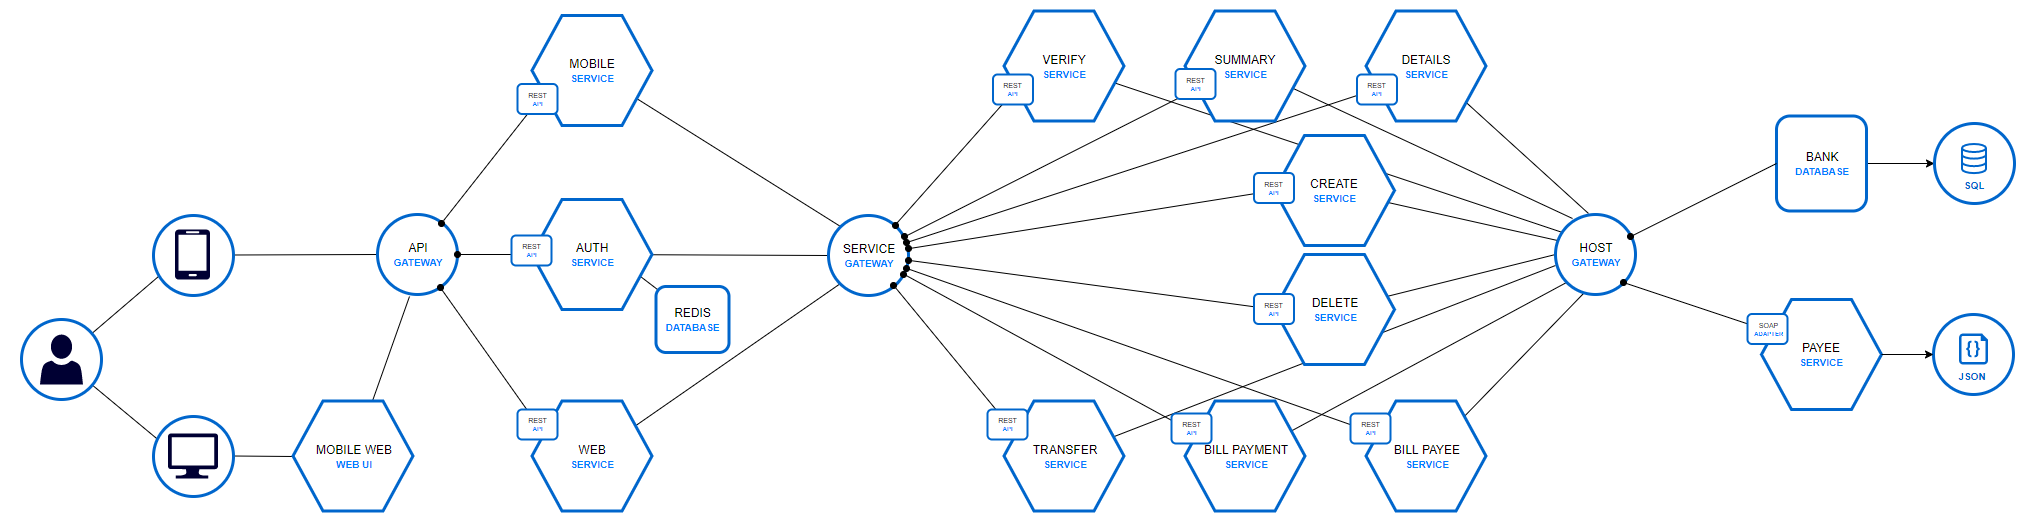 MOBILE
SERVICE
REST
API
VERIFY
SERVICE
REST
API
SUMMARY
SERVICE
REST
API
DETAILS
SERVICE
REST
API
BANK
DATABASE
SQL
CREATE
SERVICE
REST
API
API
GATEWAY
AUTH
SERVICE
REST
API
SERVICE
GATEWAY
HOST
GATEWAY
REDIS
DATABASE
DELETE
SERVICE
REST
API
SOAP
ADAPTER
PAYEE
SERVICE
{}
JSON
MOBILE WEB
WEB UI
REST
API
WEB
SERVICE
REST
API
TRANSFER
SERVICE
REST
API
BILL PAYMENT
SERVICE
REST
API
BILL PAYEE
SERVICE